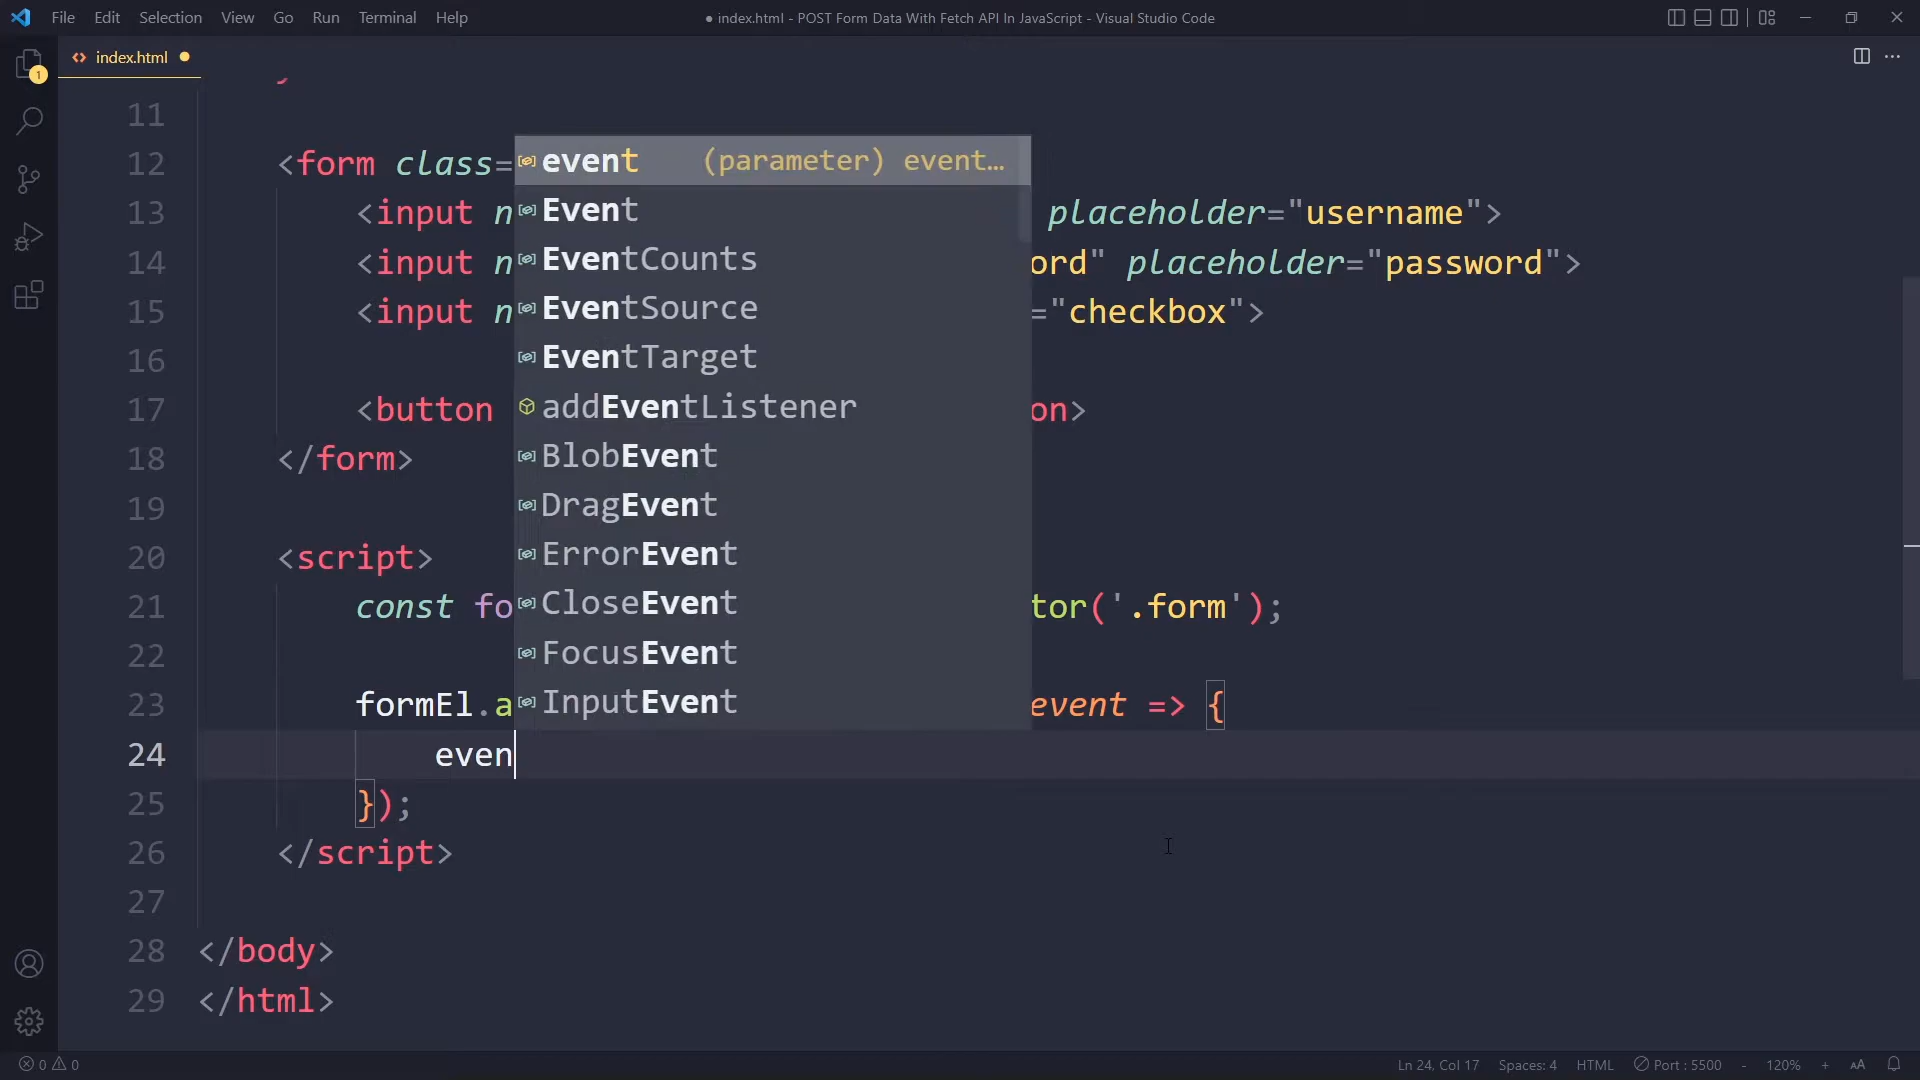 File Edit Selection View Go Run Terminal Help ● index.html - POST Form Data With Fetch API In JavaScript - Visual Studio Code
1
<> index.html ●
11
12 <form class=
13 <input n placeholder="username">
14 <input n ord" placeholder="password">
15 <input n ="checkbox">
16
17 <button on>
18 </form>
19
20 <script>
21 const fo tor('.form');
22
23 formEl.a event => {
24 even
25 });
26 </script>
27
28 </body>
29 </html>
event (parameter) event…
Event
EventCounts
EventSource
EventTarget
addEventListener
BlobEvent
DragEvent
ErrorEvent
CloseEvent
FocusEvent
InputEvent
0 0 Ln 24, Col 17 Spaces: 4 HTML Port : 5500 - 120% + AA